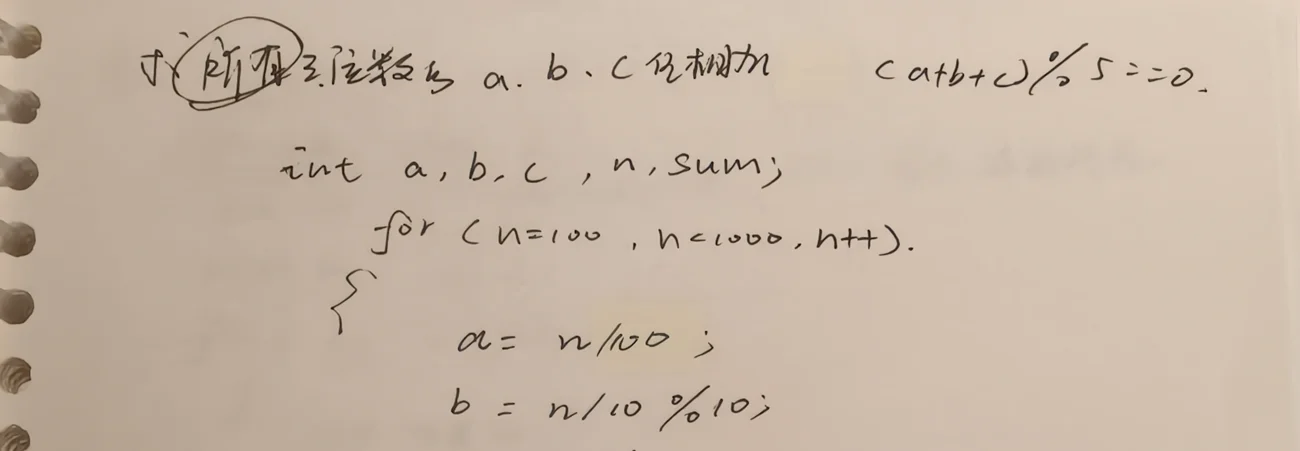 求所有三位数与 a. b、c 位相加 (a+b+c)%5==0.
int a, b, c , n, sum;
for (n=100 , n<1000, n++).
{
a= n/100 ;
b = n/10 %10;